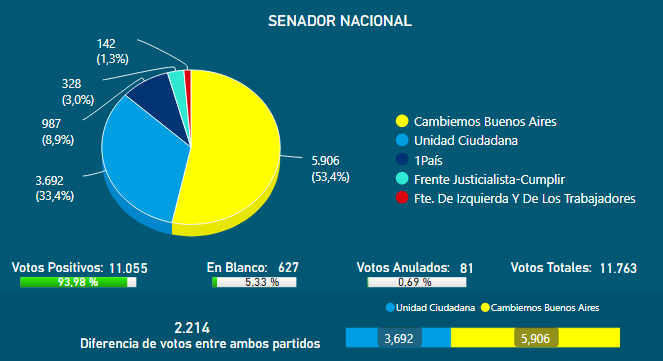 SENADOR NACIONAL
142
(1,3%)
328
(3,0%)
987
(8,9%)
3.692
(33,4%)
5.906
(53,4%)
Cambiemos Buenos Aires
Unidad Ciudadana
1País
Frente Justicialista-Cumplir
Fte. De Izquierda Y De Los Trabajadores
Votos Positivos: 11.055
93,98 %
En Blanco: 627
5,33 %
Votos Anulados: 81
0,69 %
Votos Totales: 11.763
Unidad Ciudadana Cambiemos Buenos Aires
2.214
Diferencia de votos entre ambos partidos
3,692 5,906